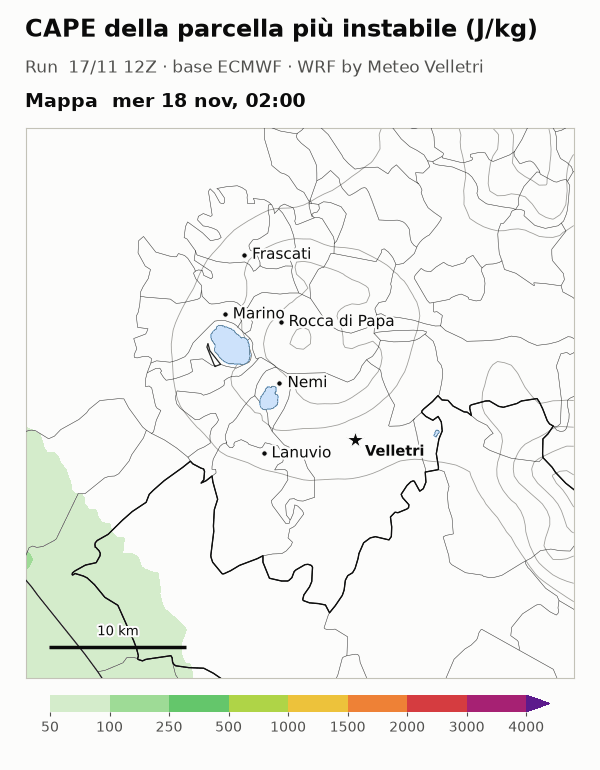 CAPE della parcella più instabile (J/kg)
Run  17/11 12Z · base ECMWF · WRF by Meteo Velletri
Mappa  mer 18 nov, 02:00
Frascati
Marino
Rocca di Papa
Nemi
Velletri
Lanuvio
10 km
50 100 250 500 1000 1500 2000 3000 4000